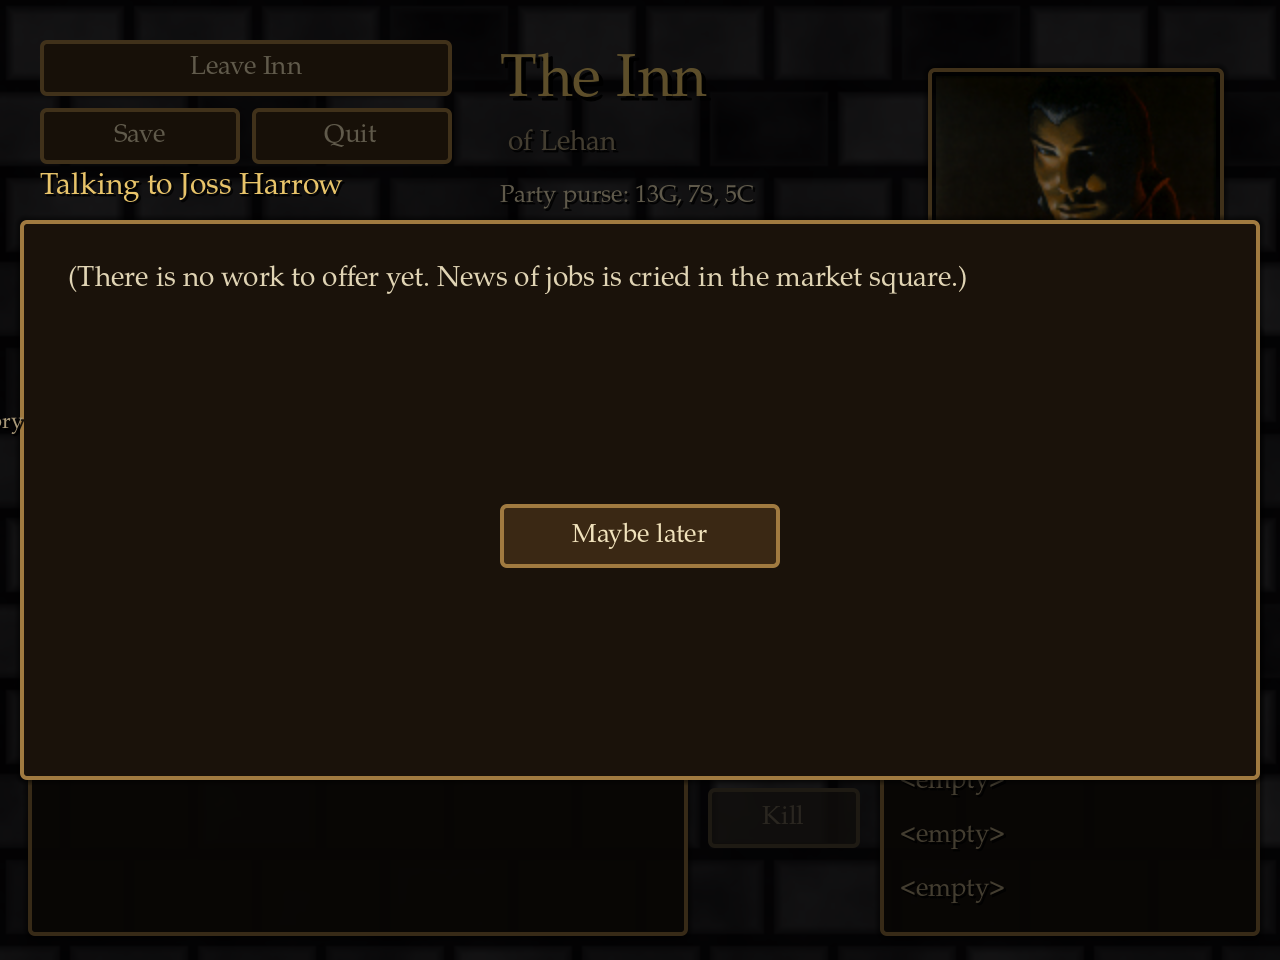 Leave Inn
The Inn
Save
Quit
of Lehan
Talking to Joss Harrow
Party purse: 13G, 7S, 5C
(There is no work to offer yet. News of jobs is cried in the market square.)
Maybe later
<empty>
Kill
<empty>
<empty>